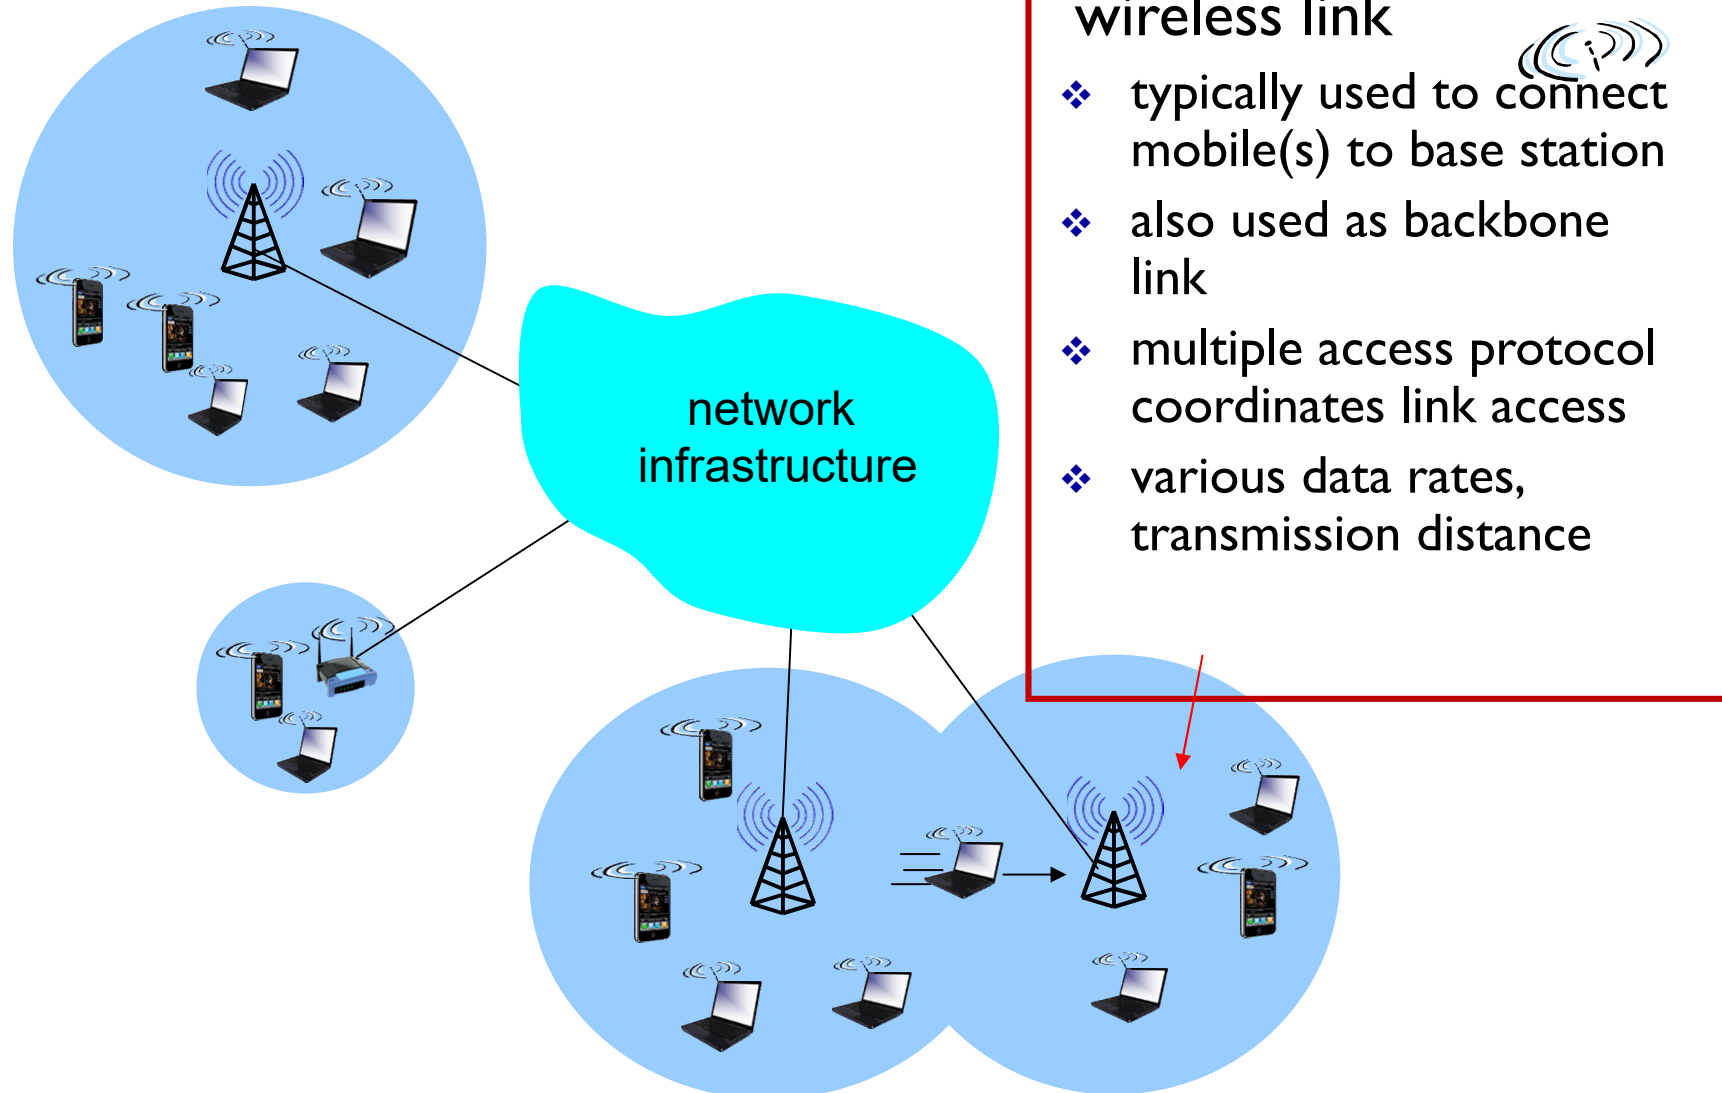 wireless link
❖ typically used to connect
mobile(s) to base station
❖ also used as backbone
link
❖ multiple access protocol
coordinates link access
❖ various data rates,
transmission distance
network
infrastructure